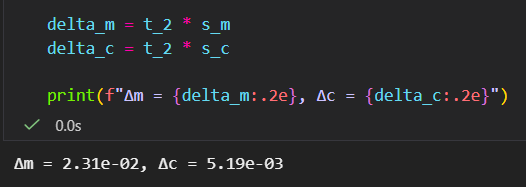 delta_m = t_2 * s_m
delta_c = t_2 * s_c
print(f"Δm = {delta_m:.2e}, Δc = {delta_c:.2e}")
0.0s
Δm = 2.31e-02, Δc = 5.19e-03